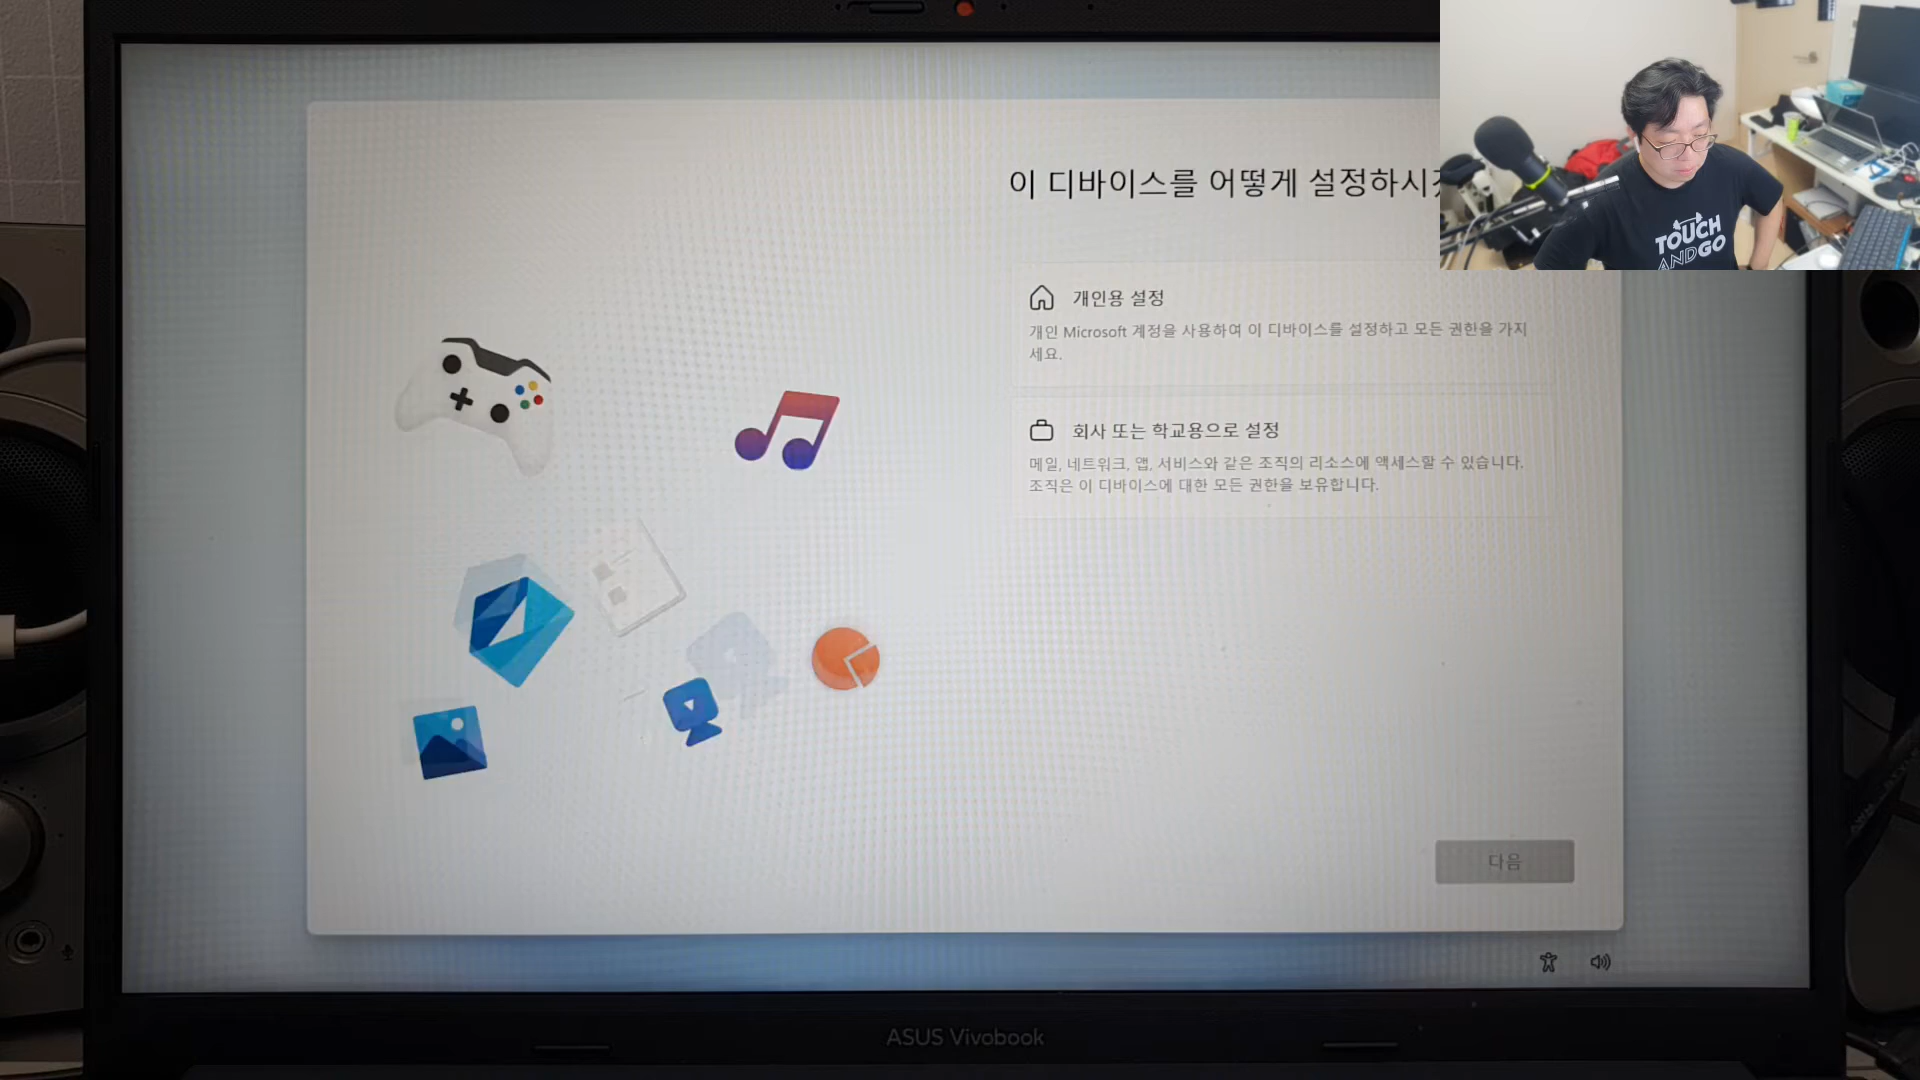 이 디바이스를 어떻게 설정하시
TOUCH
AND GO
개인용 설정
개인 Microsoft 계정을 사용하여 이 디바이스를 설정하고 모든 권한을 가지
세요.
회사 또는 학교용으로 설정
메일, 네트워크, 앱, 서비스와 같은 조직의 리소스에 액세스할 수 있습니다.
조직은 이 디바이스에 대한 모든 권한을 보유합니다.
다음
ASUS Vivobook